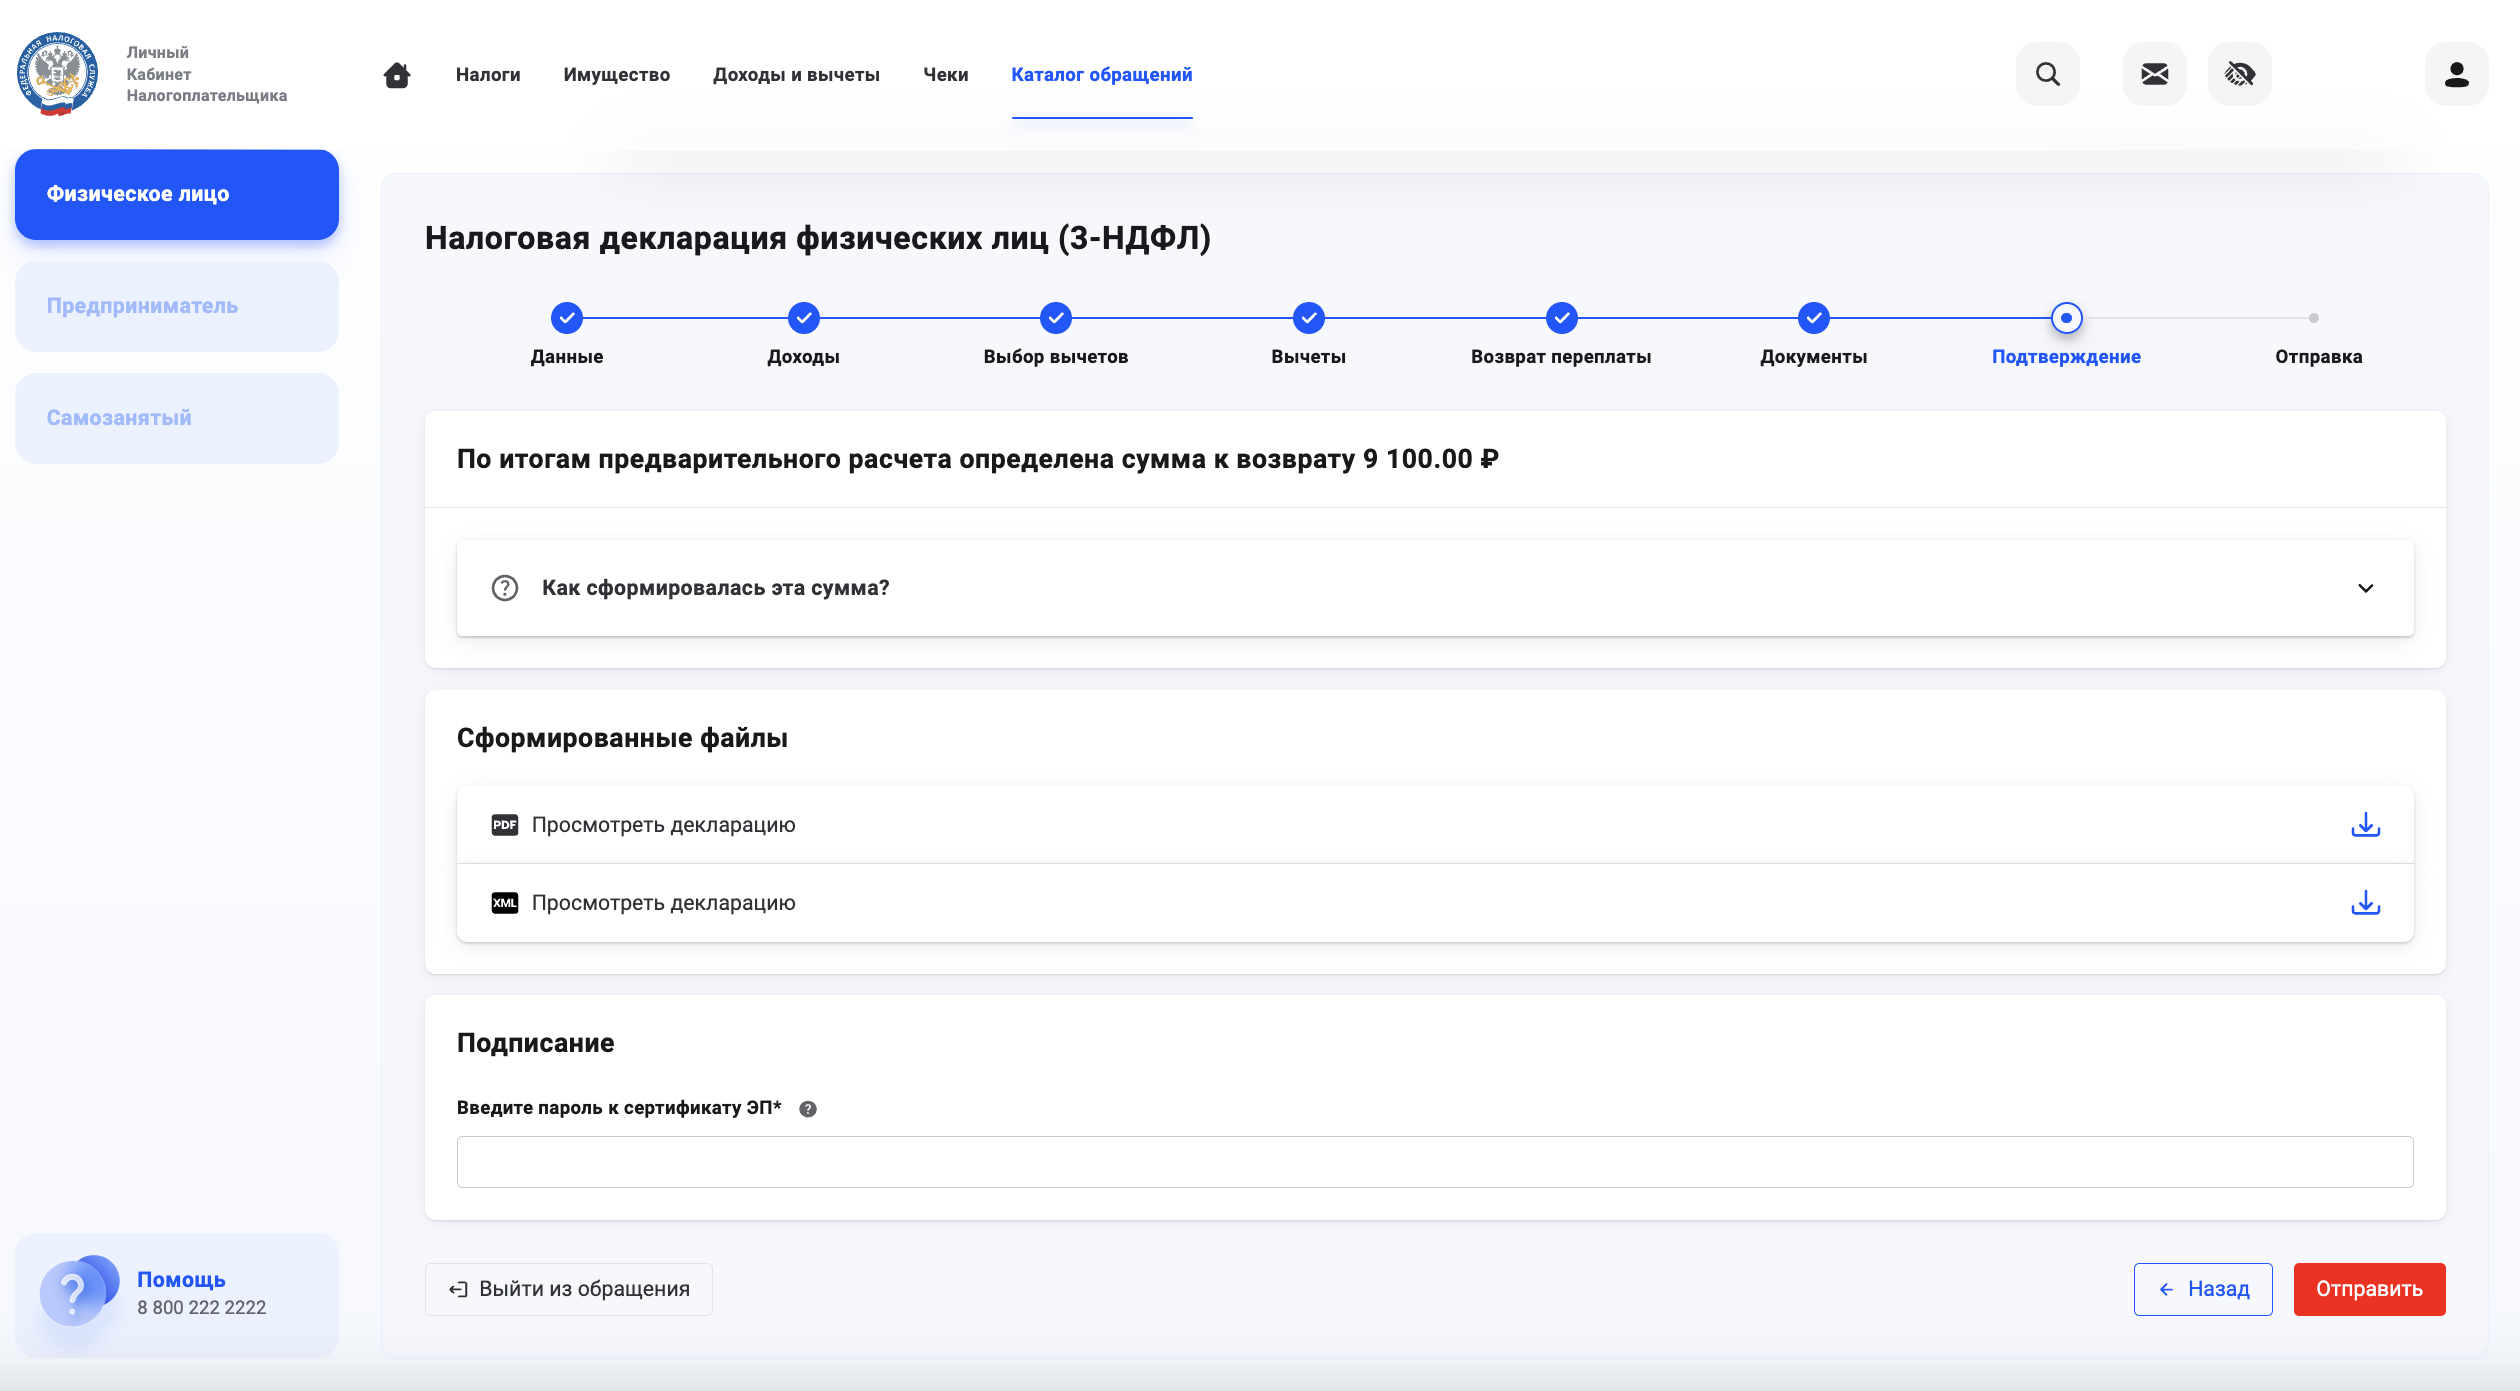 ФЕДЕРАЛЬНАЯ НАЛОГОВАЯ СЛУЖБА
Личный
Кабинет
Налогоплательщика
Налоги
Имущество
Доходы и вычеты
Чеки
Каталог обращений
Физическое лицо
Предприниматель
Самозанятый
Налоговая декларация физических лиц (3-НДФЛ)
Данные
Доходы
Выбор вычетов
Вычеты
Возврат переплаты
Документы
Подтверждение
Отправка
По итогам предварительного расчета определена сумма к возврату 9 100.00 ₽
? Как сформировалась эта сумма?
Сформированные файлы
PDF Просмотреть декларацию
XML Просмотреть декларацию
Подписание
Введите пароль к сертификату ЭП* ?
? Помощь
8 800 222 2222
Выйти из обращения
← Назад
Отправить